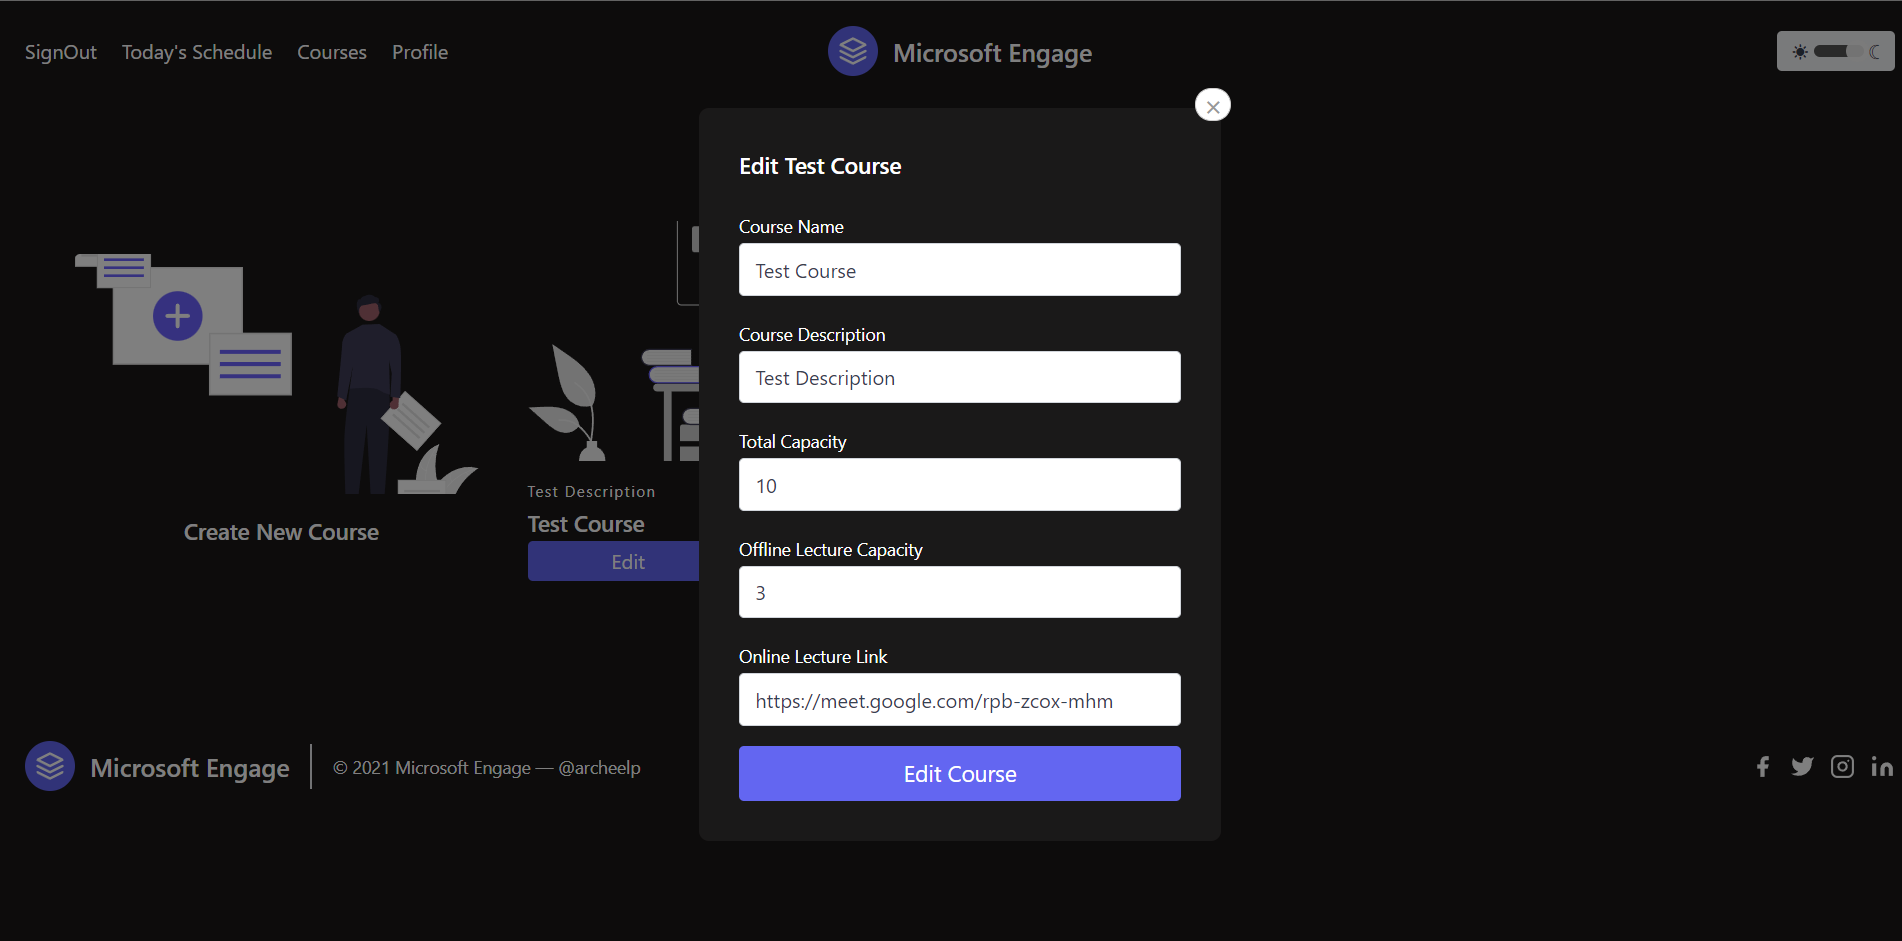 SignOut Today's Schedule Courses Profile
Microsoft Engage
Edit Test Course
Course Name
Test Course
Course Description
Test Description
Total Capacity
10
Offline Lecture Capacity
3
Online Lecture Link
https://meet.google.com/rpb-zcox-mhm
Edit Course
Create New Course
Test Description
Test Course
Edit
Microsoft Engage
© 2021 Microsoft Engage — @archeelp